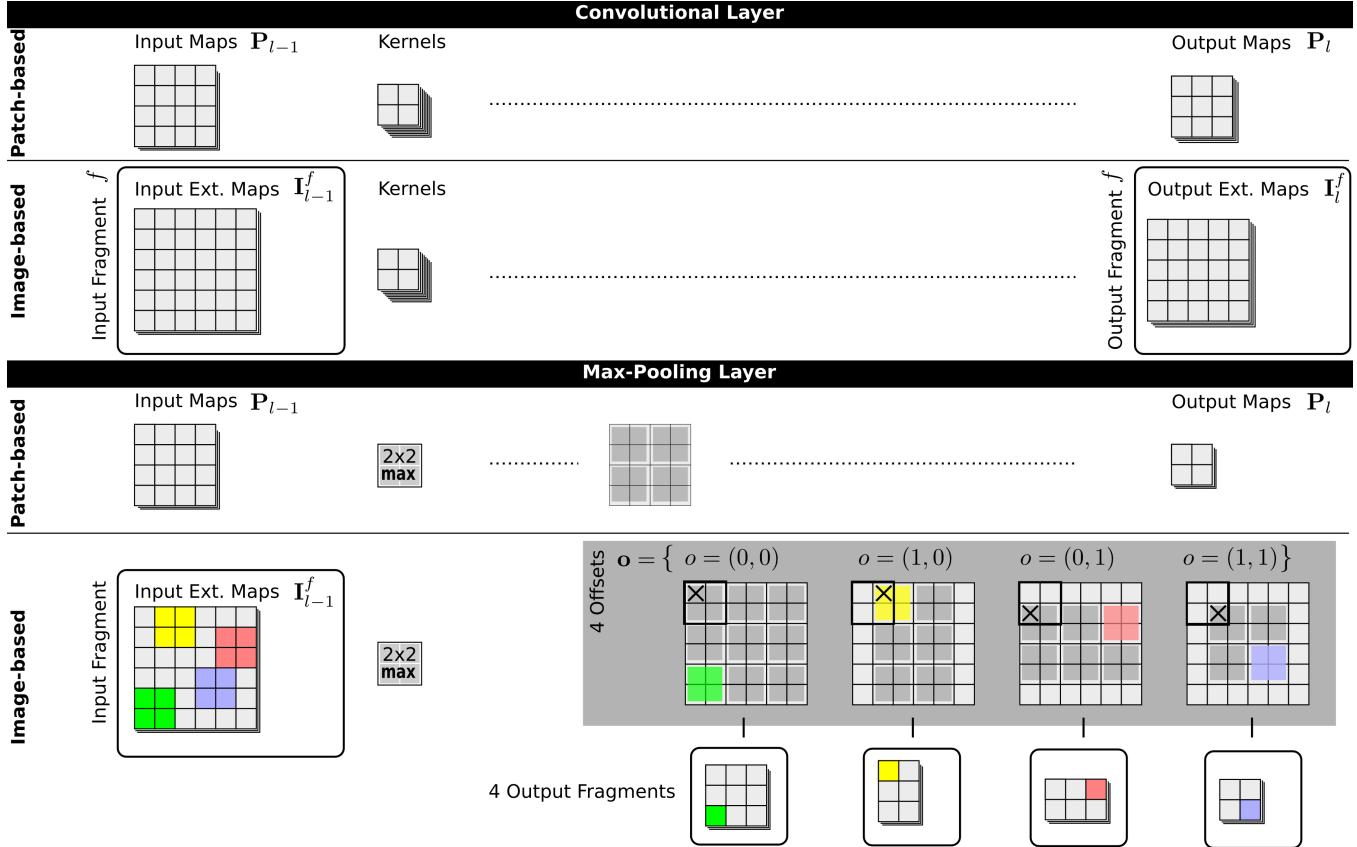 Convolutional Layer
Patch-based
Input Maps P_{l-1}
Kernels
Output Maps P_l
Image-based
Input Fragment f
Input Ext. Maps I^f_{l-1}
Kernels
Output Fragment f
Output Ext. Maps I^f_l
Max-Pooling Layer
Patch-based
Input Maps P_{l-1}
2x2
max
Output Maps P_l
Image-based
Input Fragment
Input Ext. Maps I^f_{l-1}
2x2
max
4 Offsets
o = { o = (0, 0) o = (1, 0) o = (0, 1) o = (1, 1)}
4 Output Fragments